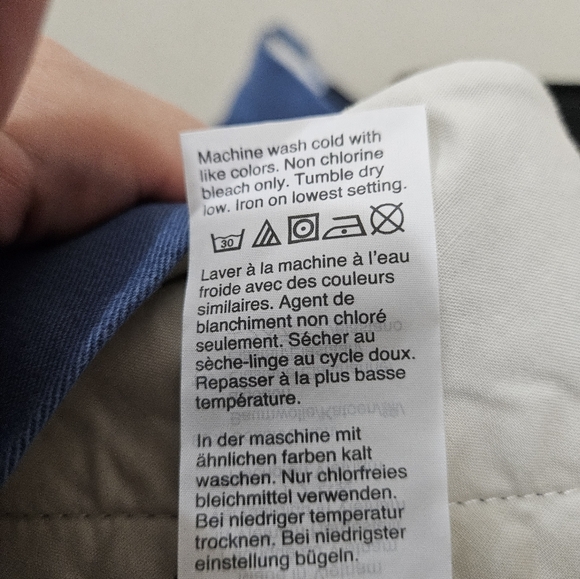 Machine wash cold with
like colors. Non chlorine
bleach only. Tumble dry
low. Iron on lowest setting.
30
Laver à la machine à l'eau
froide avec des couleurs
similaires. Agent de
blanchiment non chloré
seulement. Sécher au
sèche-linge au cycle doux.
Repasser à la plus basse
température.
In der maschine mit
ähnlichen farben kalt
waschen. Nur chlorfreies
bleichmittel verwenden.
Bei niedriger temperatur
trocknen. Bei niedrigster
einstellung bügeln.